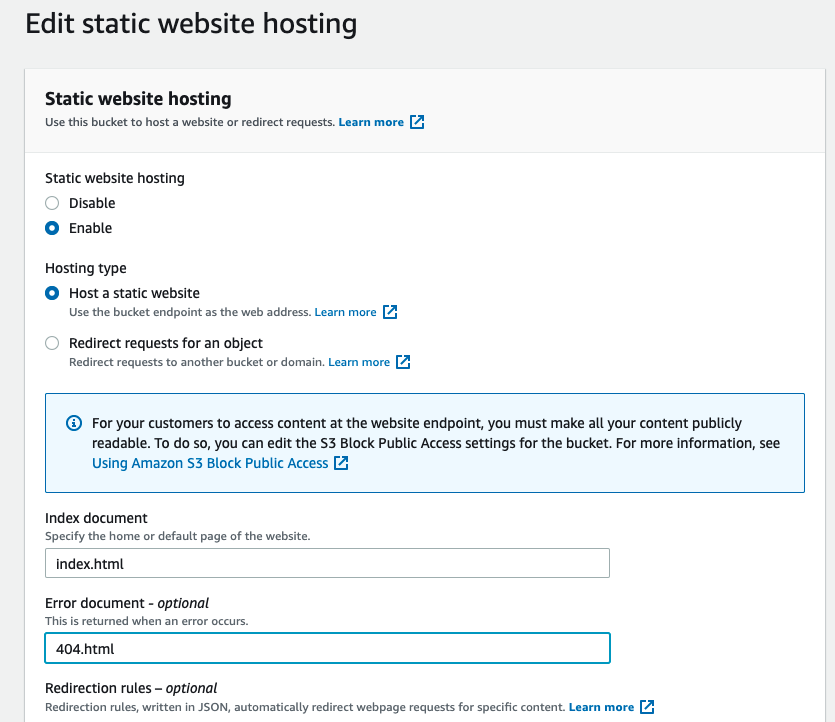 Edit static website hosting
Static website hosting
Use this bucket to host a website or redirect requests. Learn more
Static website hosting
Disable
Enable
Hosting type
Host a static website
Use the bucket endpoint as the web address. Learn more
Redirect requests for an object
Redirect requests to another bucket or domain. Learn more
For your customers to access content at the website endpoint, you must make all your content publicly
readable. To do so, you can edit the S3 Block Public Access settings for the bucket. For more information, see
Using Amazon S3 Block Public Access
Index document
Specify the home or default page of the website.
index.html
Error document - optional
This is returned when an error occurs.
404.html
Redirection rules – optional
Redirection rules, written in JSON, automatically redirect webpage requests for specific content. Learn more